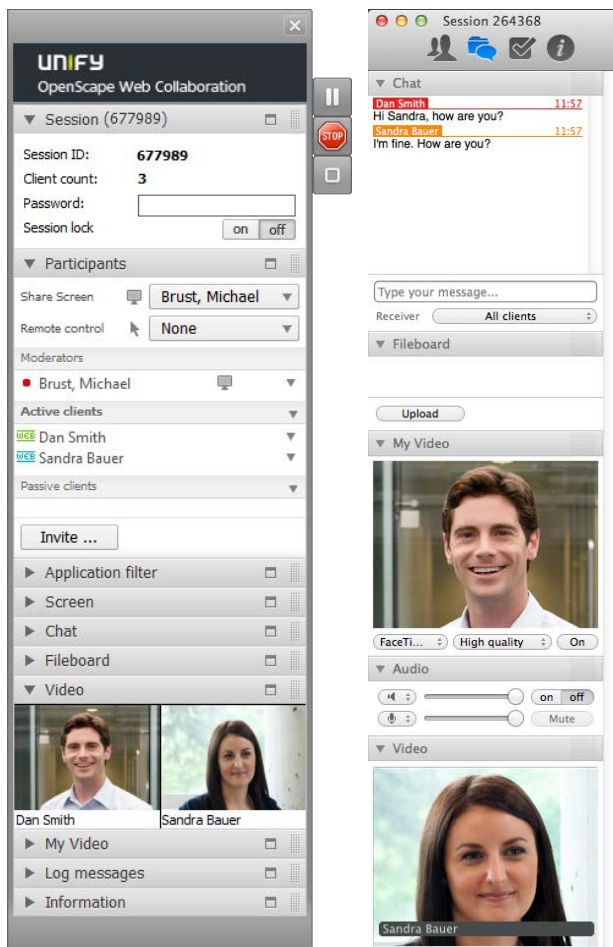 UNIFY
OpenScape Web Collaboration
Session (677989)
Session ID: 677989
Client count: 3
Password:
Session lock on off
Participants
Share Screen Brust, Michael
Remote control None
Moderators
Brust, Michael
Active clients
WEB Dan Smith
WEB Sandra Bauer
Passive clients
Invite ...
Application filter
Screen
Chat
Fileboard
Video
Dan Smith Sandra Bauer
My Video
Log messages
Information
STOP
Session 264368
Chat
Dan Smith 11:57
Hi Sandra, how are you?
Sandra Bauer 11:57
I'm fine. How are you?
Type your message...
Receiver All clients
Fileboard
Upload
My Video
FaceTi... High quality On
Audio
on off
Mute
Video
Sandra Bauer